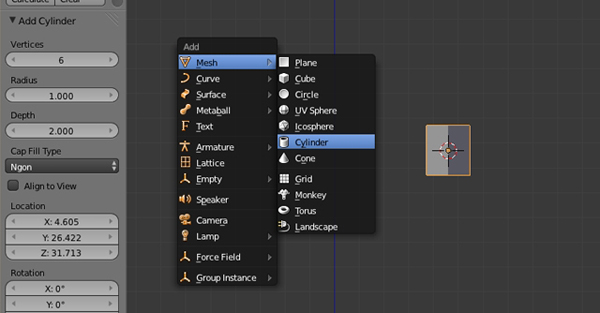 Calculate
Clear
Add Cylinder
Vertices
6
Radius
1.000
Depth
2.000
Cap Fill Type
Ngon
Align to View
Location
X: 4.605
Y: 26.422
Z: 31.713
Rotation
X: 0°
Y: 0°
Add
Mesh
Curve
Surface
Metaball
Text
Armature
Lattice
Empty
Speaker
Camera
Lamp
Force Field
Group Instance
Plane
Cube
Circle
UV Sphere
Icosphere
Cylinder
Cone
Grid
Monkey
Torus
Landscape